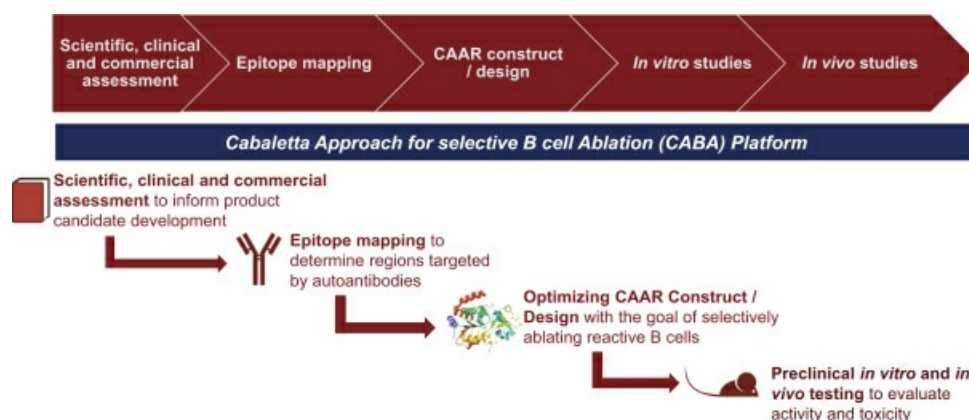 Scientific, clinical
and commercial
assessment
Epitope mapping
CAAR construct
/ design
In vitro studies
In vivo studies
Cabaletta Approach for selective B cell Ablation (CABA) Platform
Scientific, clinical and commercial
assessment to inform product
candidate development
Epitope mapping to
determine regions targeted
by autoantibodies
Optimizing CAAR Construct /
Design with the goal of selectively
ablating reactive B cells
Preclinical in vitro and in
vivo testing to evaluate
activity and toxicity